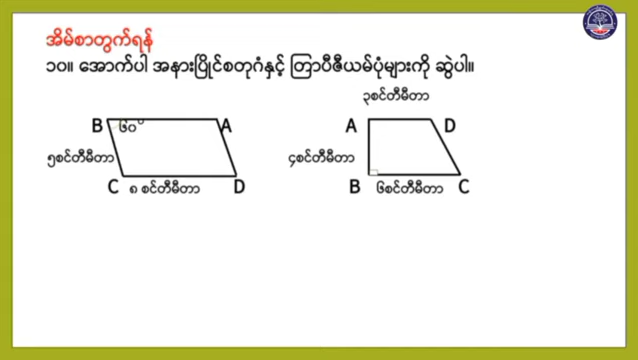 အိမ်စာတွက်ရန်
၁၀။ အောက်ပါ အနားပြိုင်စတုဂံနှင့် တြာပီဇီယမ်ပုံများကို ဆွဲပါ။
၃စင်တီမီတာ
B ၆၀° A
A D
၅စင်တီမီတာ
၄စင်တီမီတာ
C ၈ စင်တီမီတာ D
B ၆စင်တီမီတာ C